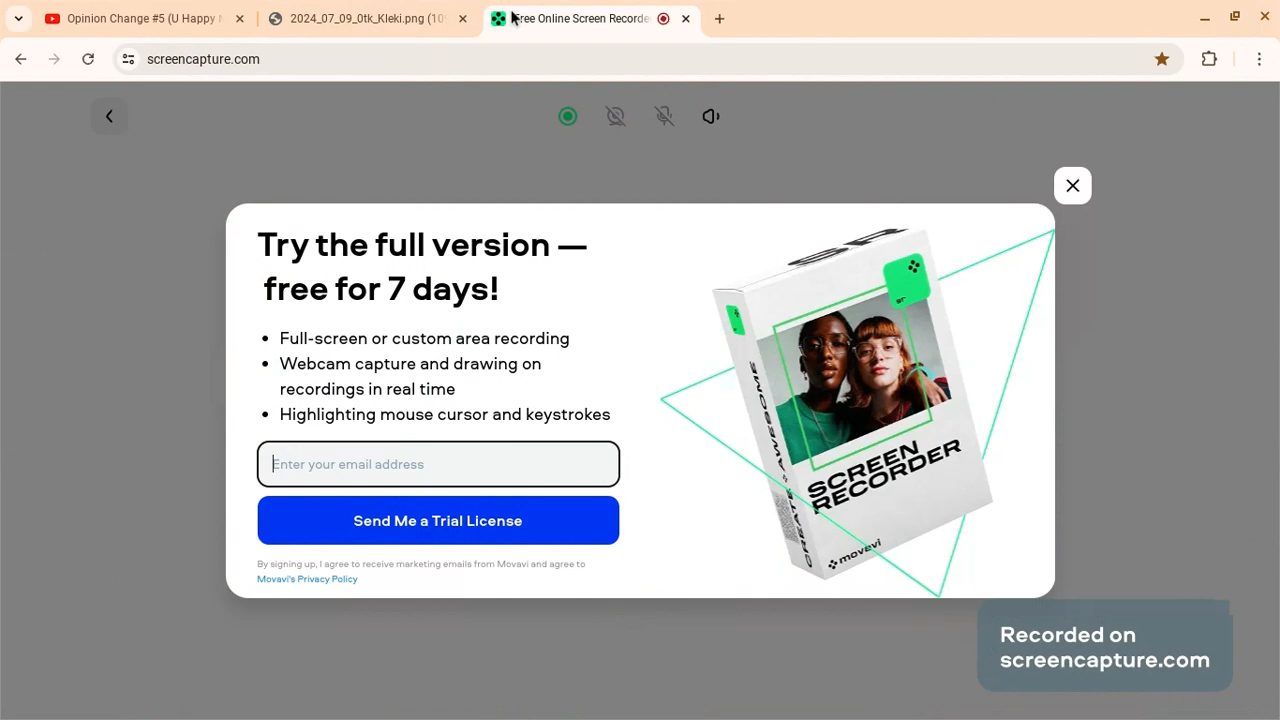 Opinion Change #5 (U Happy
2024_07_09_0tk_Kleki.png (10
Free Online Screen Recorde
screencapture.com
Try the full version —
free for 7 days!
Full-screen or custom area recording
Webcam capture and drawing on
recordings in real time
Highlighting mouse cursor and keystrokes
Enter your email address
Send Me a Trial License
By signing up, I agree to receive marketing emails from Movavi and agree to
Movavi's Privacy Policy
SR
SR
CREATE AWESOME
SCREEN
RECORDER
movavi
Recorded on
screencapture.com